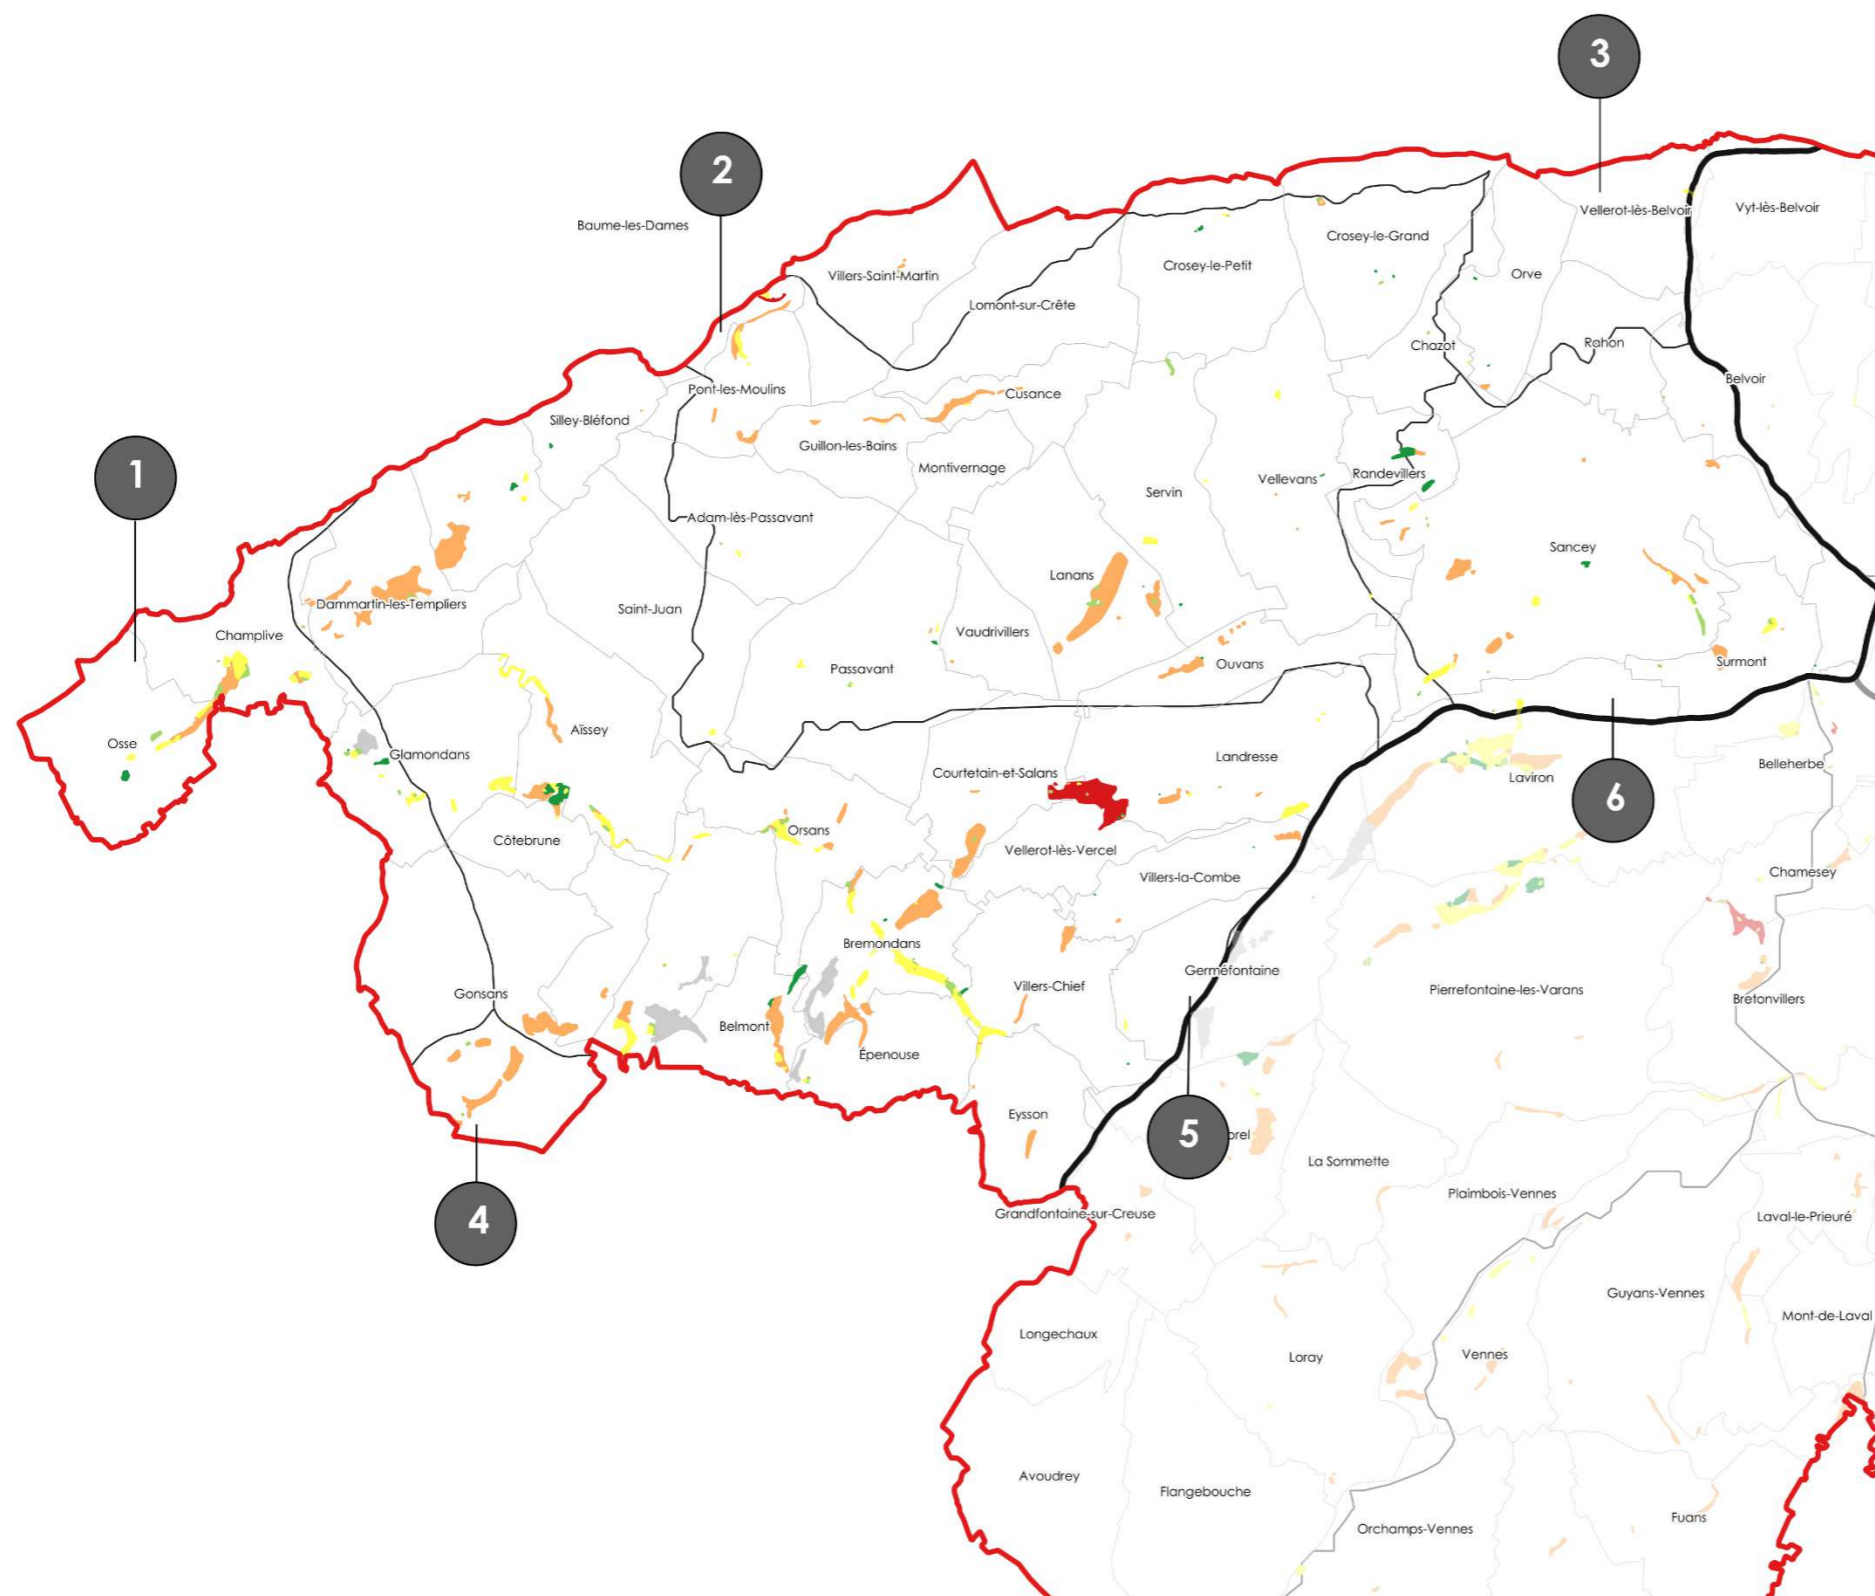 3
2
Vellerot-lès-Belvoir
Vyt-lès-Belvoir
Baume-les-Dames
Crosey-le-Grand
Crosey-le-Petit
Villers-Saint-Martin
Orve
Lomont-sur-Crête
Chazot
Rahon
Belvoir
Pont-les-Moulins
Cusance
Silley-Bléfond
Guillon-les-Bains
Montivernage
1
Randevillers
Vellevans
Servin
Adam-lès-Passavant
Sancey
Lanans
Dammartin-les-Templiers
Saint-Juan
Champlive
Vaudrivillers
Passavant
Ouvans
Surmont
Osse
Aïssey
Glamondans
Landresse
Courtetain-et-Salans
Laviron
Belleherbe
6
Côtebrune
Orsans
Vellerot-lès-Vercel
Villers-la-Combe
Chamesey
Bremondans
Germéfontaine
Villers-Chief
Gonsans
Pierrefontaine-les-Varans
Bretonvillers
Belmont
Épenouse
Eysson
5
orel
La Sommette
Plaimbois-Vennes
4
Grandfontaine-sur-Creuse
Laval-le-Prieuré
Guyans-Vennes
Mont-de-Laval
Longechaux
Loray
Vennes
Avoudrey
Flangebouche
Fuans
Orchamps-Vennes